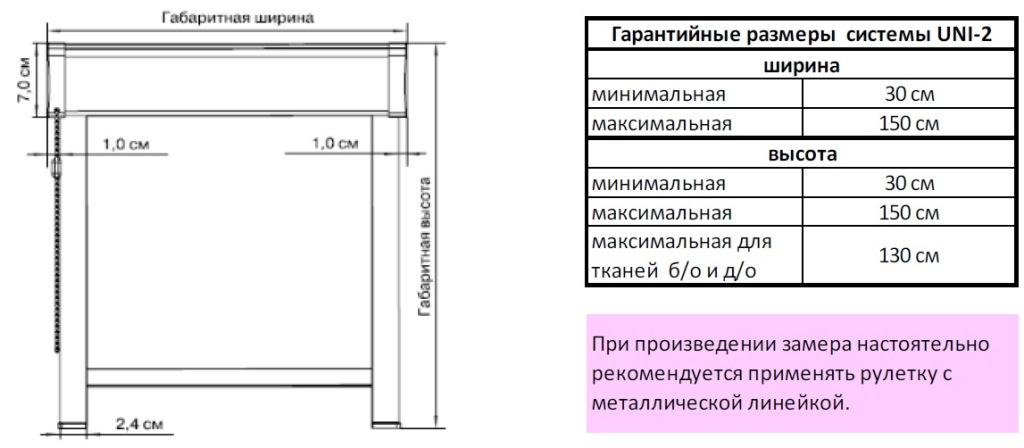 Габаритная ширина
7,0 см
1,0 см
1,0 см
Габаритная высота
2,4 см
Гарантийные размеры системы UNI-2
ширина
минимальная 30 см
максимальная 150 см
высота
минимальная 30 см
максимальная 150 см
максимальная для
тканей б/о и д/о 130 см
При произведении замера настоятельно
рекомендуется применять рулетку с
металлической линейкой.